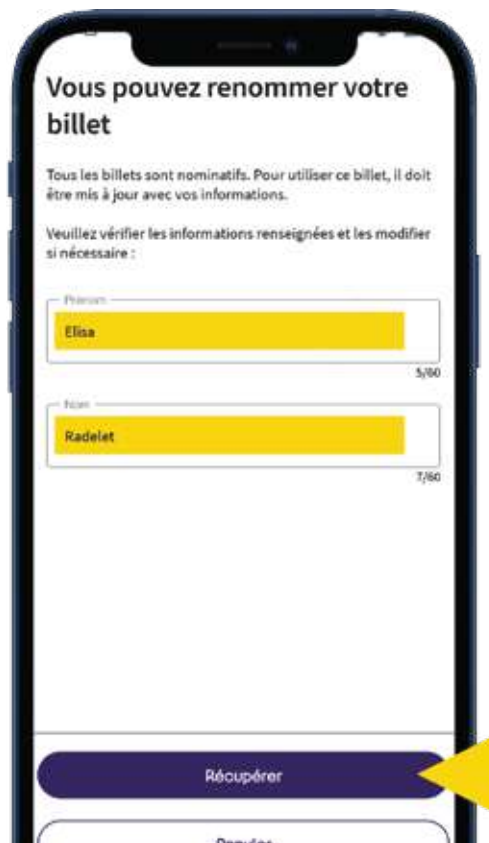 Vous pouvez renommer votre
billet
Tous les billets sont nominatifs. Pour utiliser ce billet, il doit
être mis à jour avec vos informations.
Veuillez vérifier les informations renseignées et les modifier
si nécessaire :
Prénom
Elisa
5/60
Nom
Radelet
7/60
Récupérer
Annuler